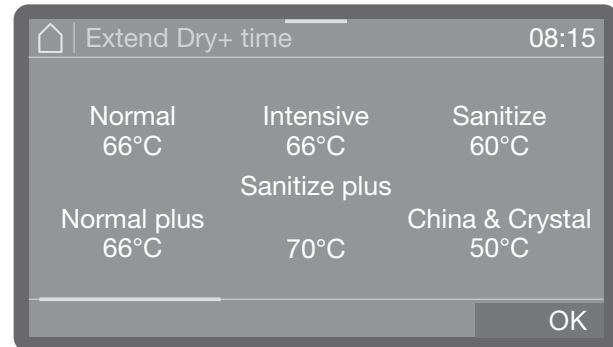 Extend Dry+ time 08:15
Normal Intensive Sanitize
66°C 66°C 60°C
Sanitize plus
Normal plus China & Crystal
66°C 70°C 50°C
OK